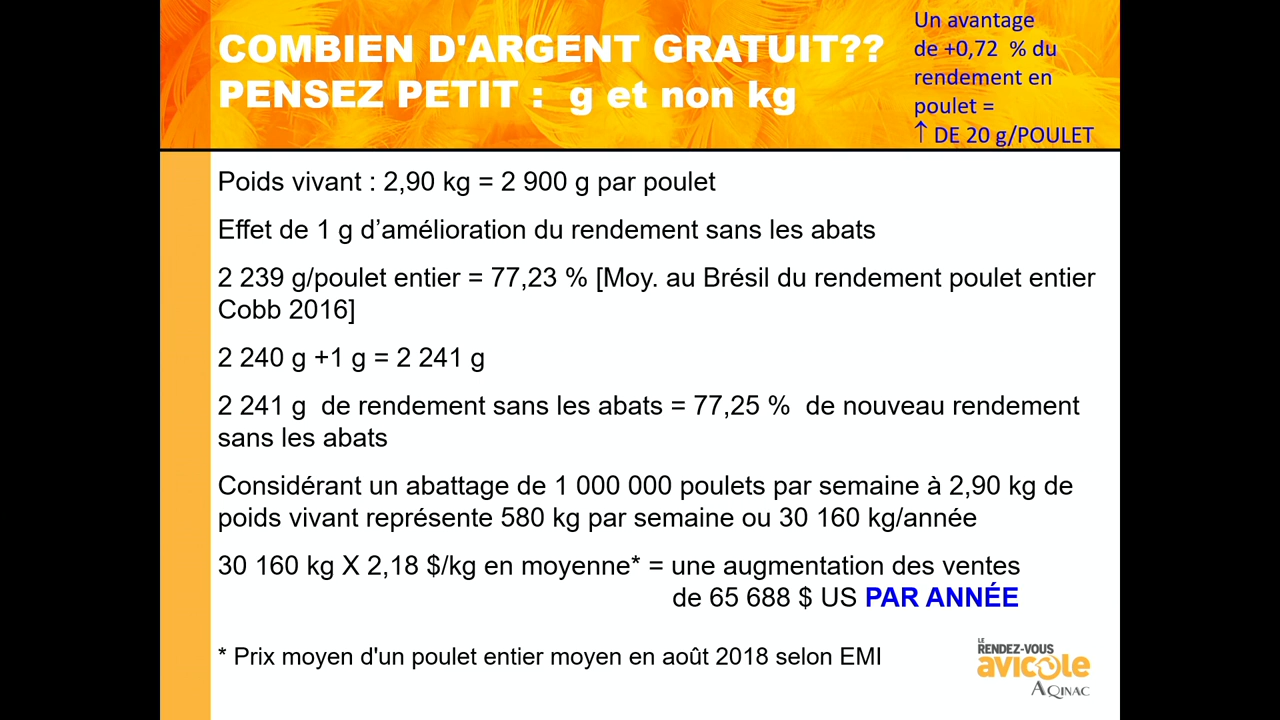 COMBIEN D'ARGENT GRATUIT??
PENSEZ PETIT :  g et non kg
Un avantage
de +0,72  % du
rendement en
poulet =
↑ DE 20 g/POULET
Poids vivant : 2,90 kg = 2 900 g par poulet
Effet de 1 g d’amélioration du rendement sans les abats
2 239 g/poulet entier = 77,23 % [Moy. au Brésil du rendement poulet entier
Cobb 2016]
2 240 g +1 g = 2 241 g
2 241 g  de rendement sans les abats = 77,25 %  de nouveau rendement
sans les abats
Considérant un abattage de 1 000 000 poulets par semaine à 2,90 kg de
poids vivant représente 580 kg par semaine ou 30 160 kg/année
30 160 kg X 2,18 $/kg en moyenne* = une augmentation des ventes
de 65 688 $ US PAR ANNÉE
* Prix moyen d'un poulet entier moyen en août 2018 selon EMI
LE
RENDEZ-VOUS
avicole
AQINAC